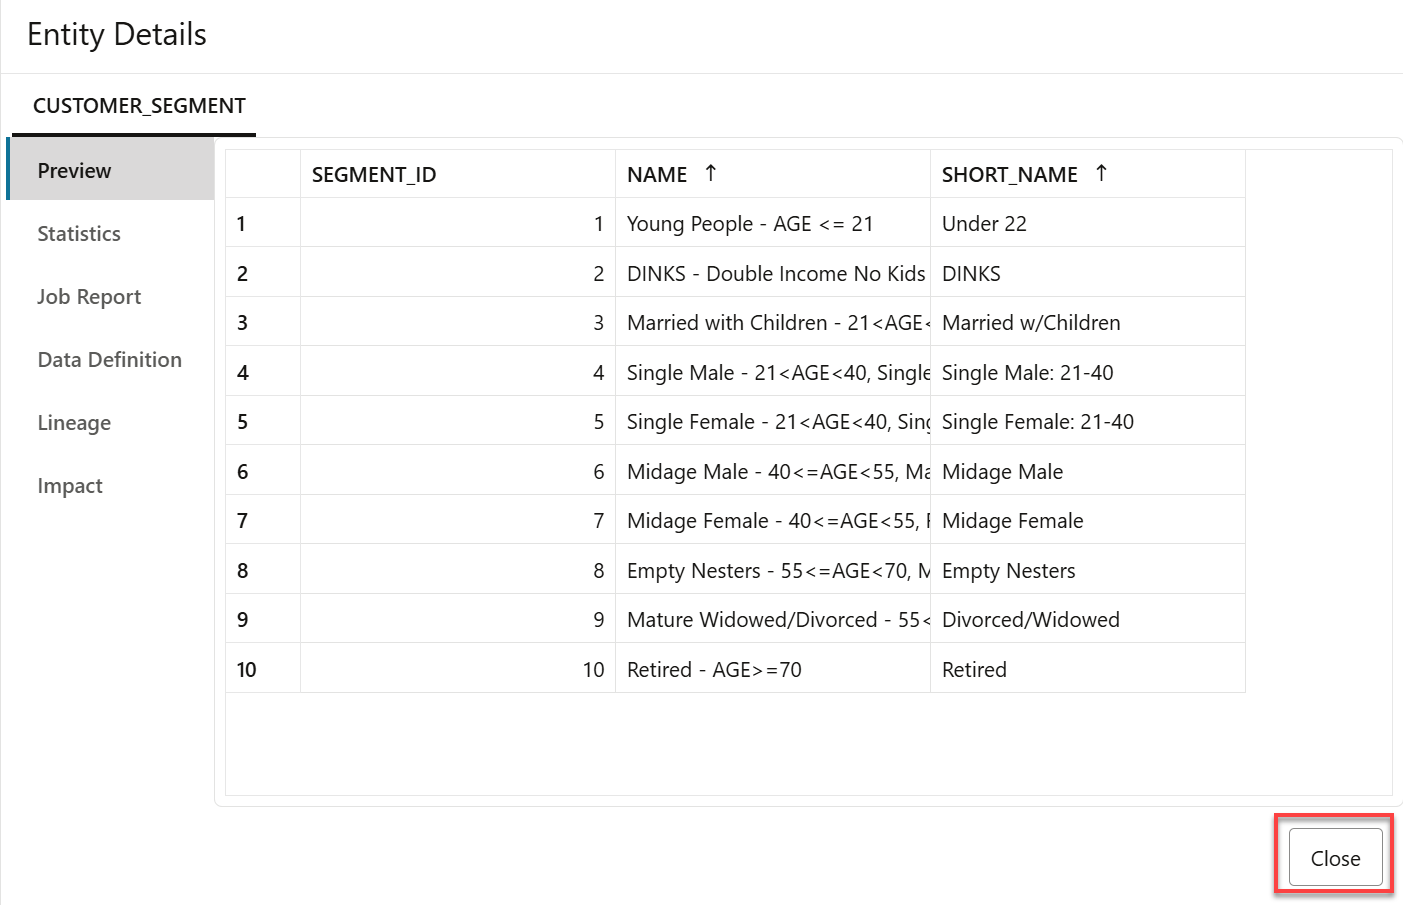 Entity Details
CUSTOMER_SEGMENT
Preview
Statistics
Job Report
Data Definition
Lineage
Impact
SEGMENT_ID NAME ↑ SHORT_NAME ↑
1 1 Young People - AGE <= 21 Under 22
2 2 DINKS - Double Income No Kids DINKS
3 3 Married with Children - 21<AGE< Married w/Children
4 4 Single Male - 21<AGE<40, Single Single Male: 21-40
5 5 Single Female - 21<AGE<40, Sing Single Female: 21-40
6 6 Midage Male - 40<=AGE<55, Ma Midage Male
7 7 Midage Female - 40<=AGE<55, Midage Female
8 8 Empty Nesters - 55<=AGE<70, M Empty Nesters
9 9 Mature Widowed/Divorced - 55< Divorced/Widowed
10 10 Retired - AGE>=70 Retired
Close